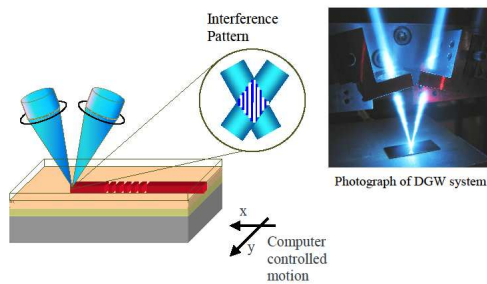 Interference
Pattern
Photograph of DGW system
x
y
Computer
controlled
motion